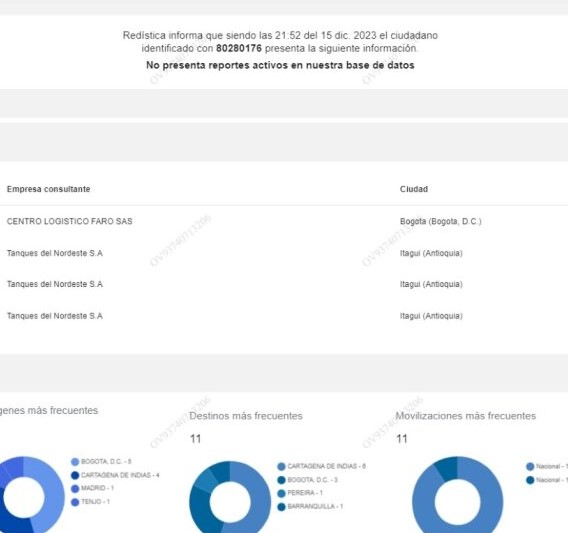 Redística informa que siendo las 21:52 del 15 dic. 2023 el ciudadano
identificado con 80280176 presenta la siguiente información.
No presenta reportes activos en nuestra base de datos
Empresa consultante Ciudad
CENTRO LOGISTICO FARO SAS Bogota (Bogota, D.C.)
Tanques del Nordeste S.A Itagui (Antioquia)
Tanques del Nordeste S.A Itagui (Antioquia)
Tanques del Nordeste S.A Itagui (Antioquia)
genes más frecuentes
BOGOTA, D.C. - 5
CARTAGENA DE INDIAS - 4
MADRID - 1
TENJO - 1
Destinos más frecuentes
11
CARTAGENA DE INDIAS - 6
BOGOTA, D.C. - 3
PEREIRA - 1
BARRANQUILLA - 1
Movilizaciones más frecuentes
11
Nacional - 1
Nacional - 1